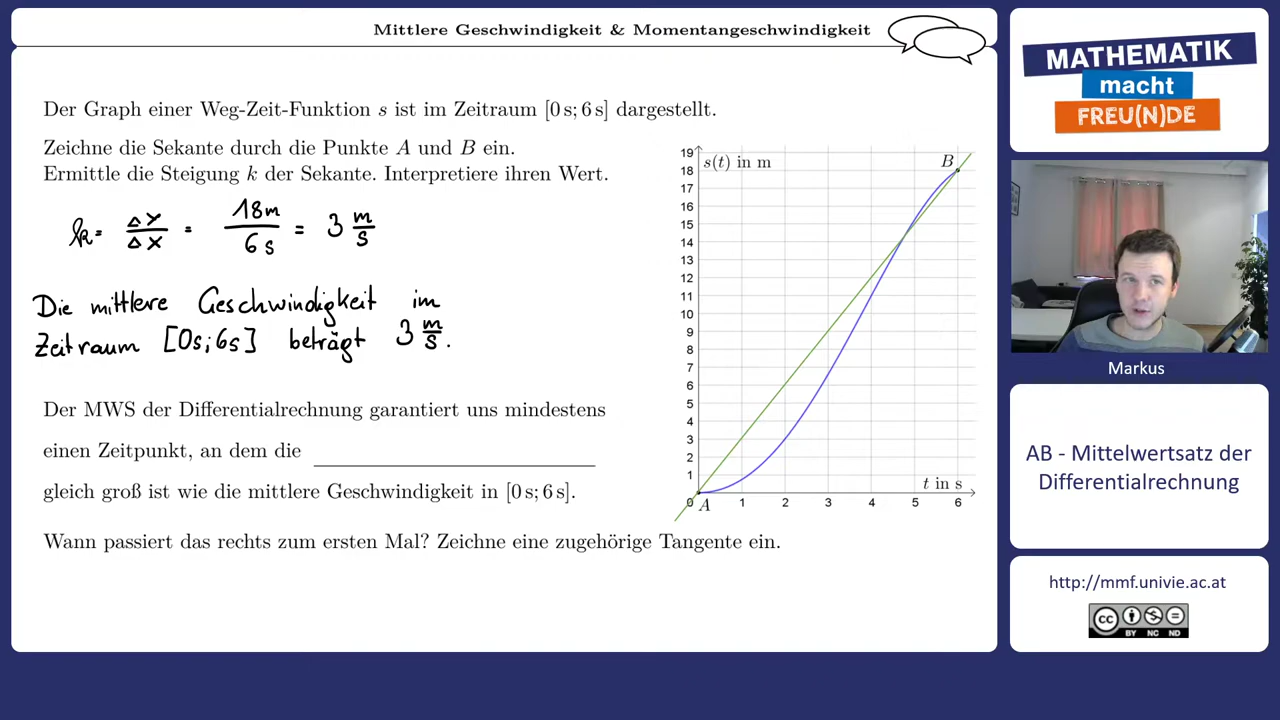 Mittlere Geschwindigkeit & Momentangeschwindigkeit
Der Graph einer Weg-Zeit-Funktion s ist im Zeitraum [0 s; 6 s] dargestellt.
Zeichne die Sekante durch die Punkte A und B ein.
Ermittle die Steigung k der Sekante. Interpretiere ihren Wert.
k = Δy/Δx = 18m/6s = 3 m/s
Die mittlere Geschwindigkeit im
Zeitraum [0s; 6s] beträgt 3 m/s.
Der MWS der Differentialrechnung garantiert uns mindestens
einen Zeitpunkt, an dem die
gleich groß ist wie die mittlere Geschwindigkeit in [0 s; 6 s].
Wann passiert das rechts zum ersten Mal? Zeichne eine zugehörige Tangente ein.
s(t) in m
B
19
18
17
16
15
14
13
12
11
10
9
8
7
6
5
4
3
2
1
t in s
0 A 1 2 3 4 5 6
MATHEMATIK
macht
FREU(N)DE
Markus
AB - Mittelwertsatz der
Differentialrechnung
http://mmf.univie.ac.at
cc
BY NC ND